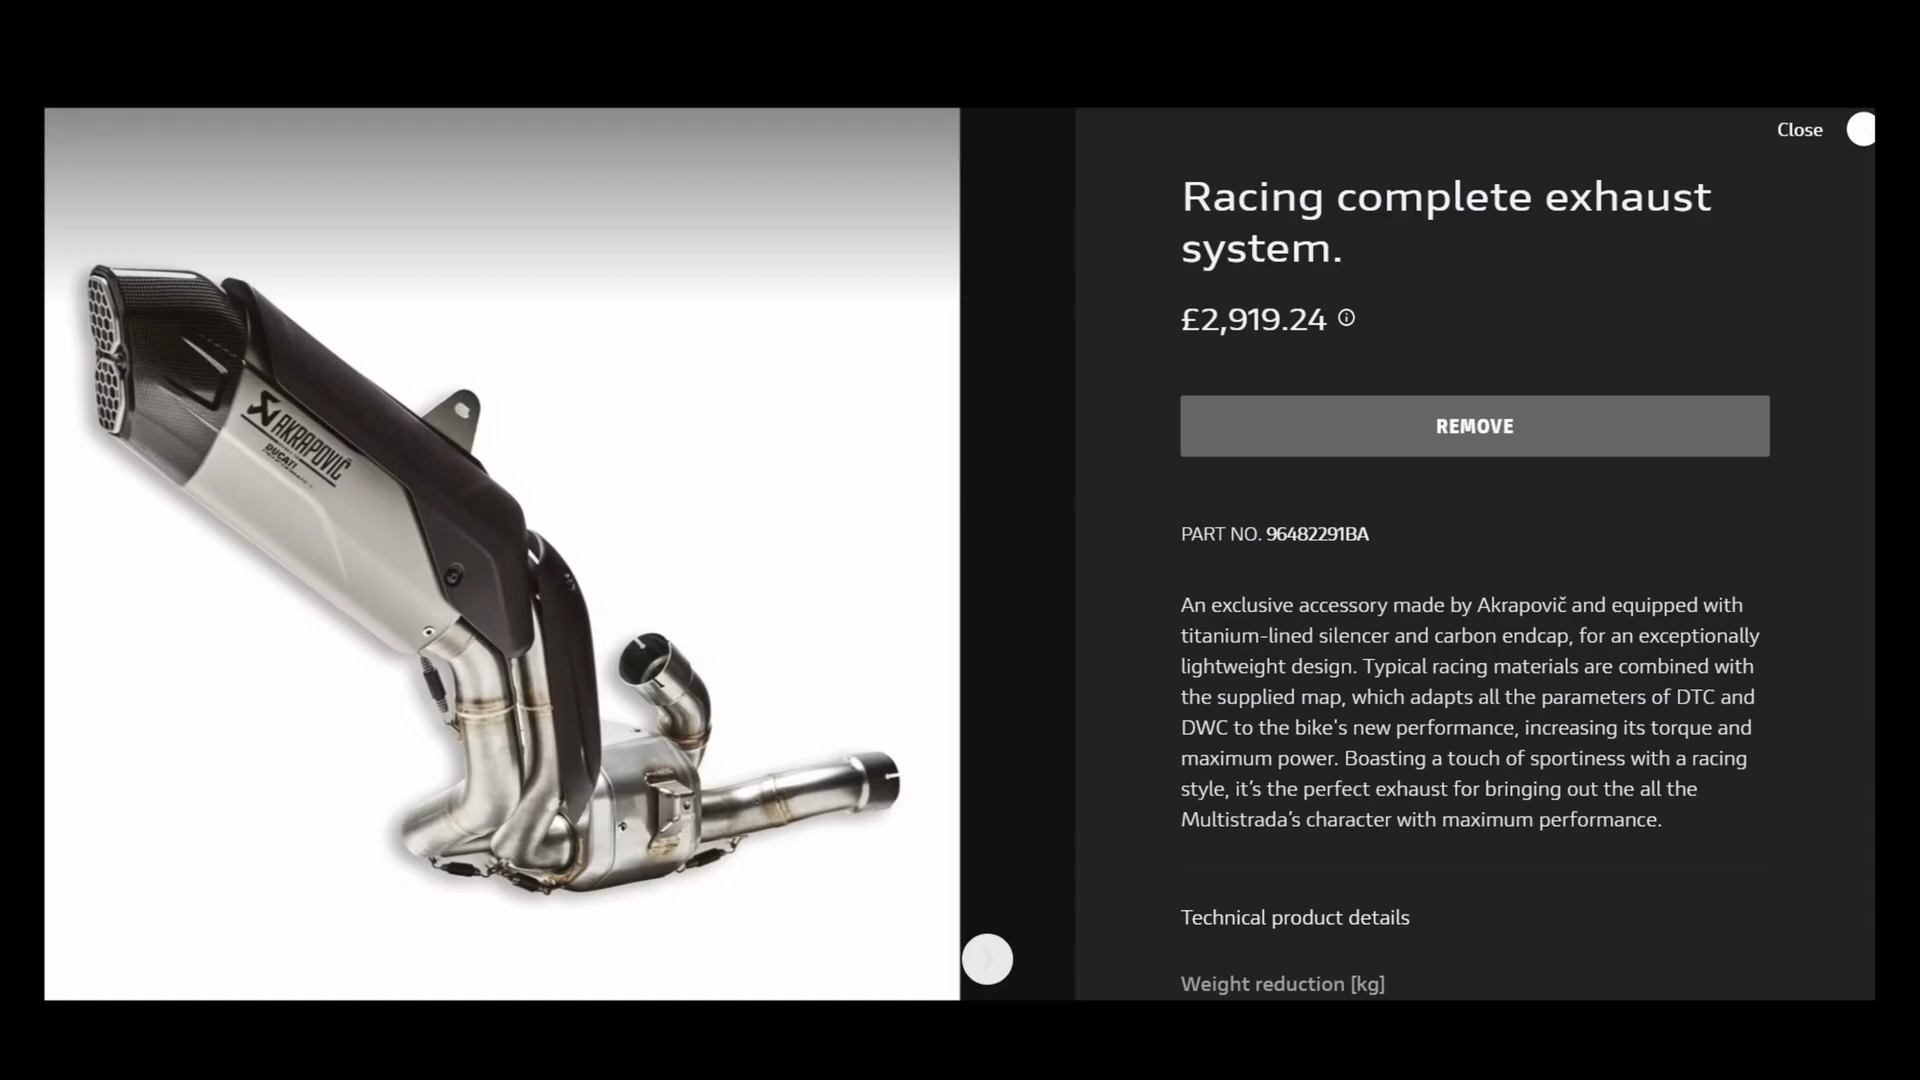 AKRAPOVIČ
DUCATI
Close
Racing complete exhaust
system.
£2,919.24
REMOVE
PART NO. 96482291BA
An exclusive accessory made by Akrapovič and equipped with
titanium-lined silencer and carbon endcap, for an exceptionally
lightweight design. Typical racing materials are combined with
the supplied map, which adapts all the parameters of DTC and
DWC to the bike's new performance, increasing its torque and
maximum power. Boasting a touch of sportiness with a racing
style, it’s the perfect exhaust for bringing out the all the
Multistrada’s character with maximum performance.
Technical product details
Weight reduction [kg]